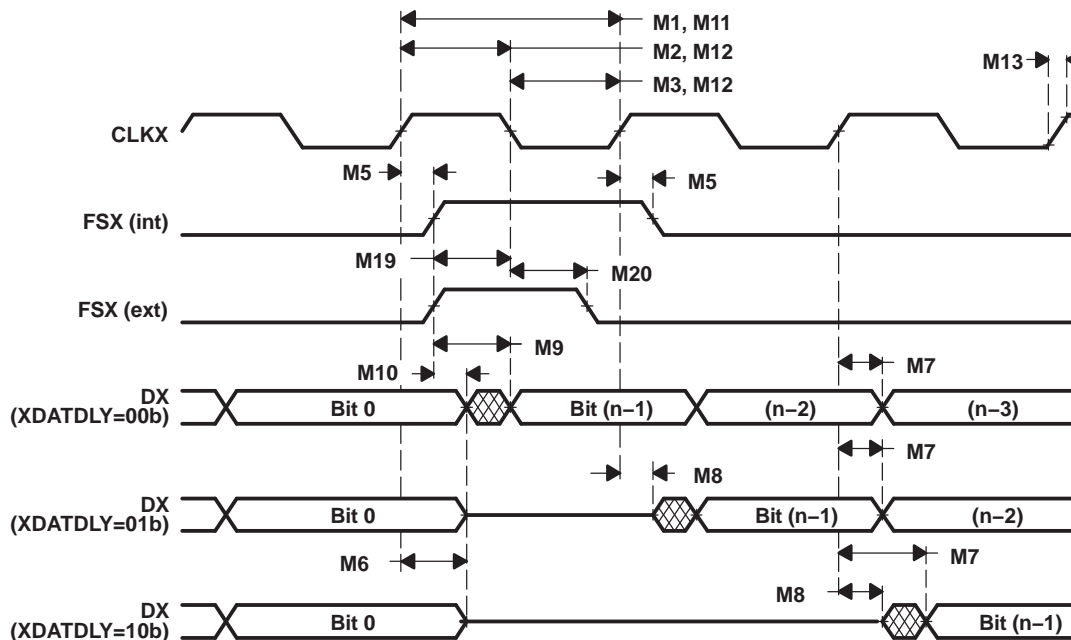 M1, M11
M2, M12
M3, M12
M13
CLKX
M5
M5
FSX (int)
M19
M20
FSX (ext)
M9
M10
M7
DX
(XDATDLY=00b)
Bit 0
Bit (n−1)
(n−2)
(n−3)
M7
M8
DX
(XDATDLY=01b)
Bit 0
Bit (n−1)
(n−2)
M6
M7
M8
DX
(XDATDLY=10b)
Bit 0
Bit (n−1)